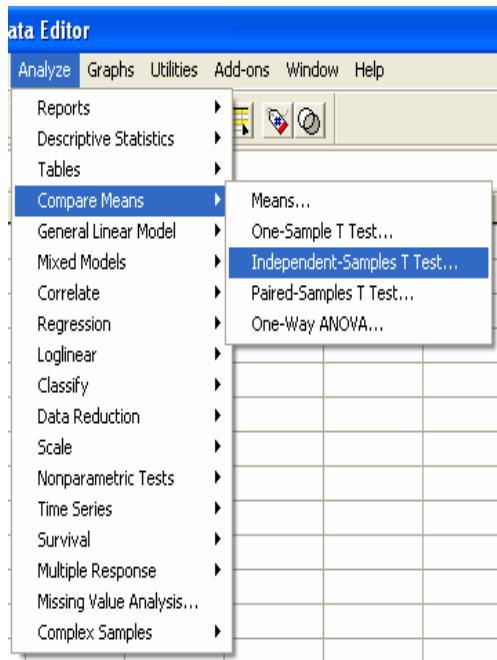 ata Editor
Analyze Graphs Utilities Add-ons Window Help
Reports
Descriptive Statistics
Tables
Compare Means
General Linear Model
Mixed Models
Correlate
Regression
Loglinear
Classify
Data Reduction
Scale
Nonparametric Tests
Time Series
Survival
Multiple Response
Missing Value Analysis...
Complex Samples
Means...
One-Sample T Test...
Independent-Samples T Test...
Paired-Samples T Test...
One-Way ANOVA...